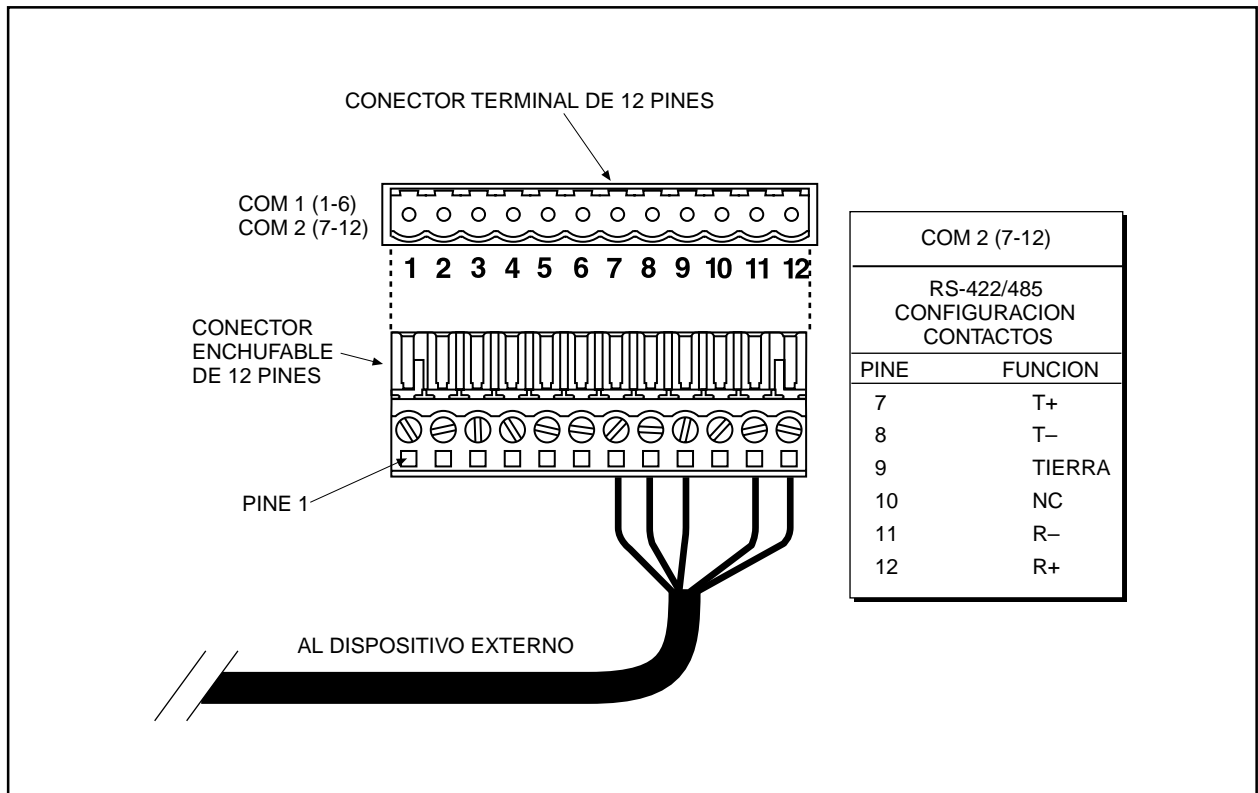 CONECTOR TERMINAL DE 12 PINES
COM 1 (1-6)
COM 2 (7-12)
1 2 3 4 5 6 7 8 9 10 11 12
CONECTOR
ENCHUFABLE
DE 12 PINES
PINE 1
AL DISPOSITIVO EXTERNO
COM 2 (7-12)
RS-422/485
CONFIGURACION
CONTACTOS
PINE FUNCION
7 T+
8 T–
9 TIERRA
10 NC
11 R–
12 R+